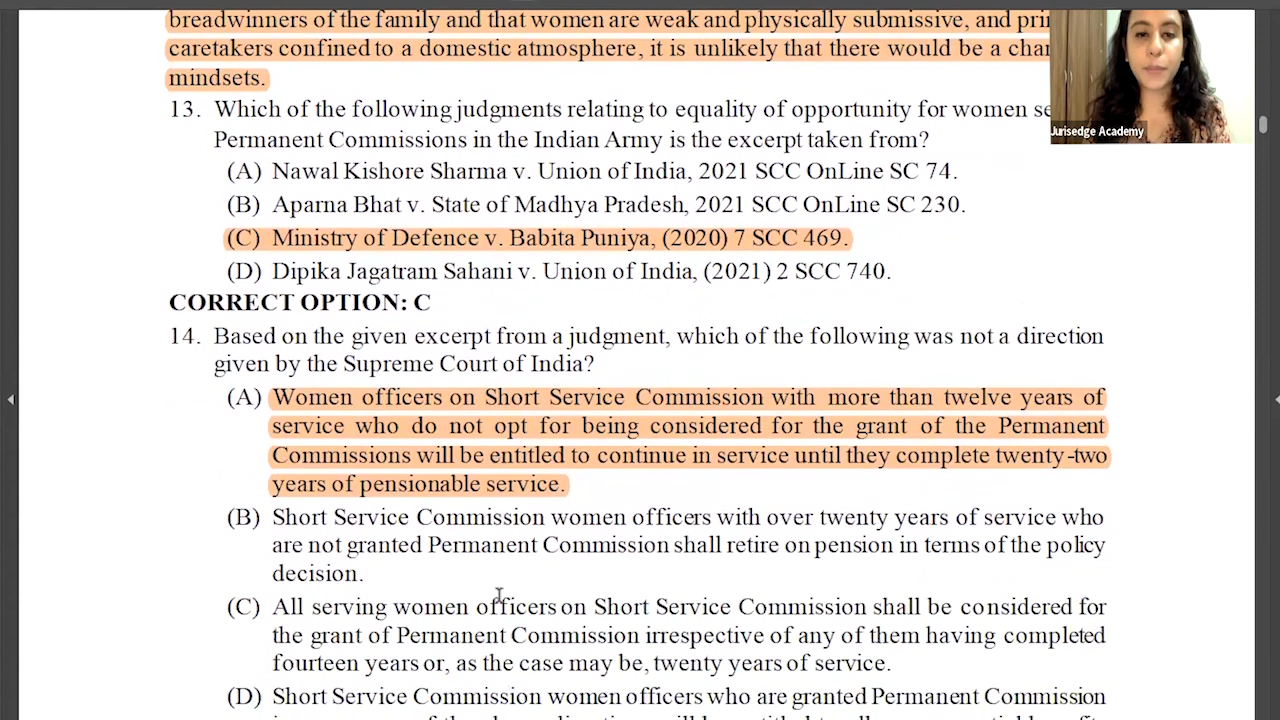 breadwinners of the family and that women are weak and physically submissive, and
caretakers confined to a domestic atmosphere, it is unlikely that there would be a
mindsets.
13. Which of the following judgments relating to equality of opportunity for women
Permanent Commissions in the Indian Army is the excerpt taken from?
Jurisedge Academy
(A) Nawal Kishore Sharma v. Union of India, 2021 SCC OnLine SC 74.
(B) Aparna Bhat v. State of Madhya Pradesh, 2021 SCC OnLine SC 230.
(C) Ministry of Defence v. Babita Puniya, (2020) 7 SCC 469.
(D) Dipika Jagatram Sahani v. Union of India, (2021) 2 SCC 740.
CORRECT OPTION: C
14. Based on the given excerpt from a judgment, which of the following was not a direction
given by the Supreme Court of India?
(A) Women officers on Short Service Commission with more than twelve years of
service who do not opt for being considered for the grant of the Permanent
Commissions will be entitled to continue in service until they complete twenty-two
years of pensionable service.
(B) Short Service Commission women officers with over twenty years of service who
are not granted Permanent Commission shall retire on pension in terms of the policy
decision.
(C) All serving women officers on Short Service Commission shall be considered for
the grant of Permanent Commission irrespective of any of them having completed
fourteen years or, as the case may be, twenty years of service.
(D) Short Service Commission women officers who are granted Permanent Commission